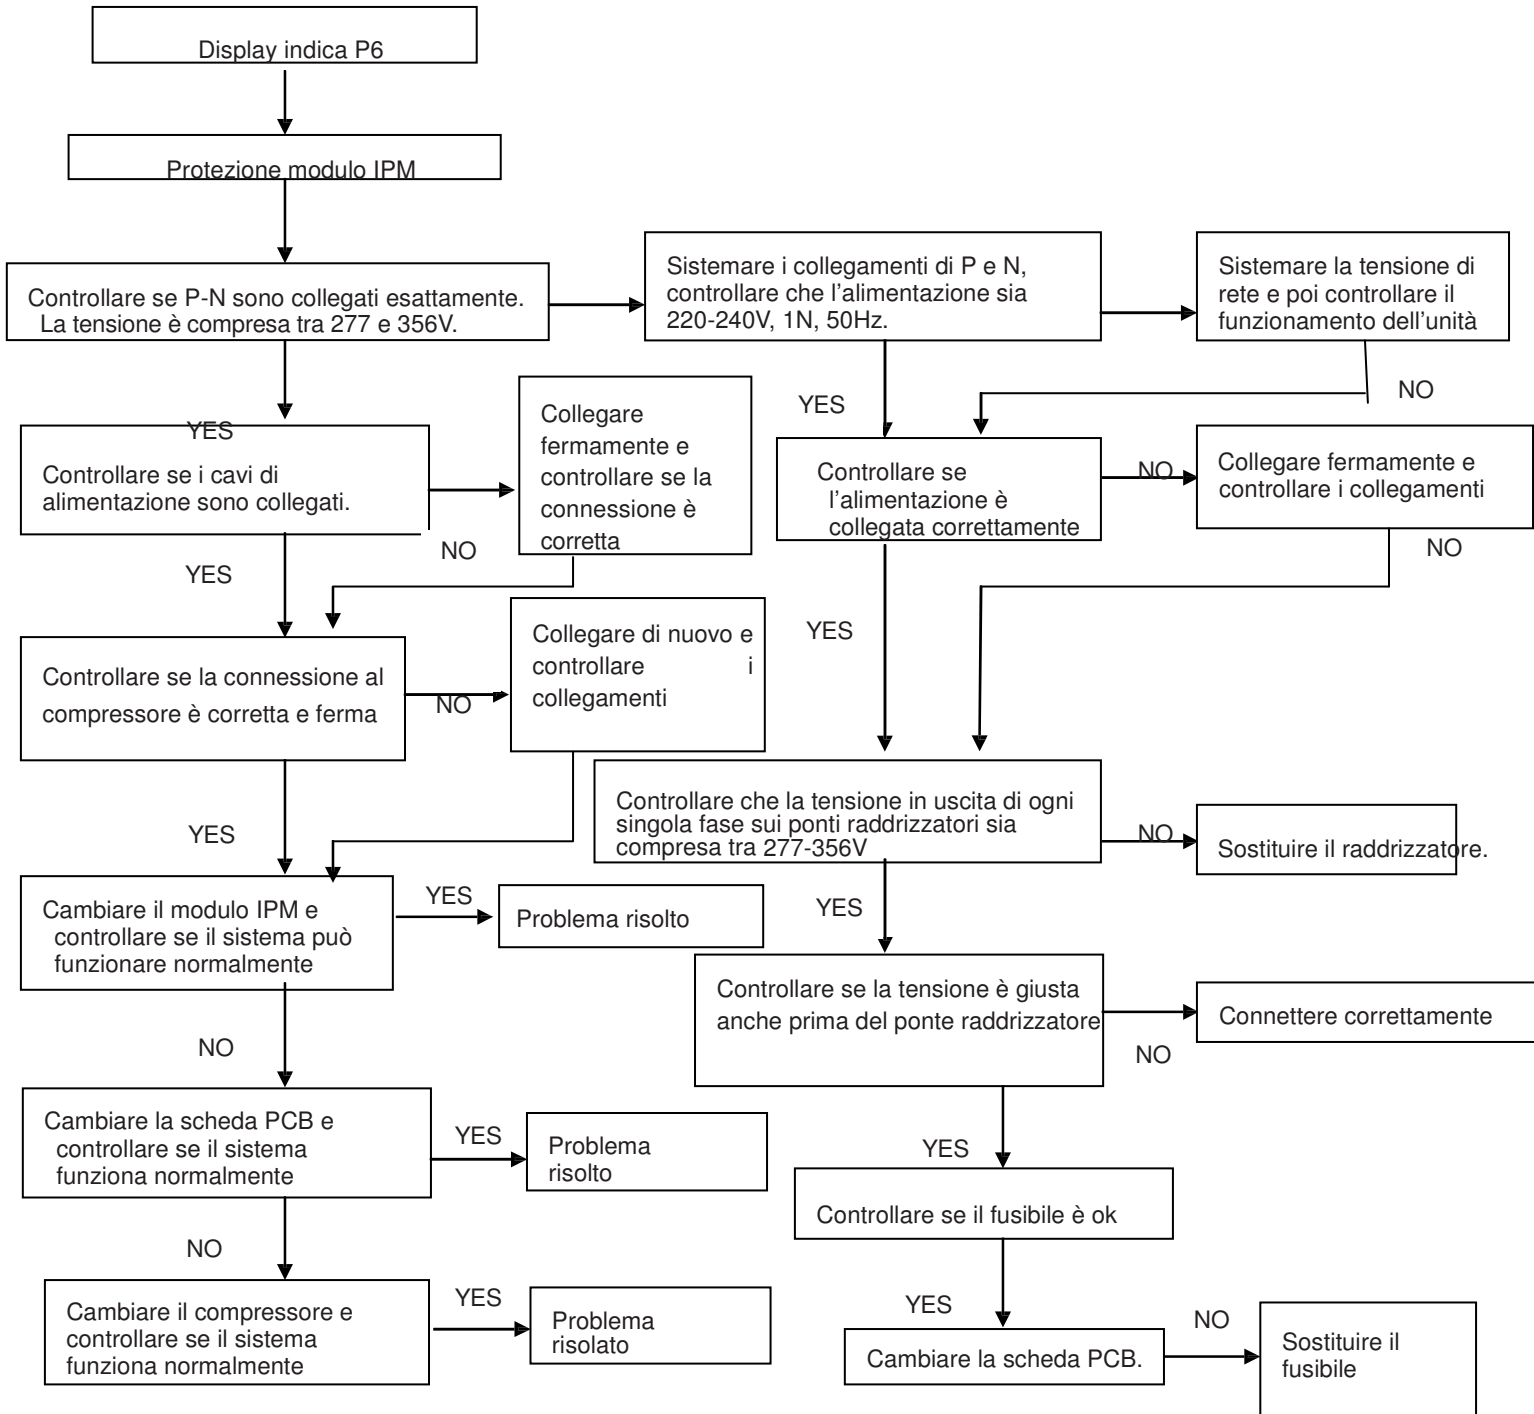 Display indica P6
Protezione modulo IPM
Controllare se P-N sono collegati esattamente.
La tensione è compresa tra 277 e 356V.
Sistemare i collegamenti di P e N,
controllare che l'alimentazione sia
220-240V, 1N, 50Hz.
Sistemare la tensione di
rete e poi controllare il
funzionamento dell'unità
YES
NO
YES
Controllare se i cavi di
alimentazione sono collegati.
NO
Collegare
fermamente e
controllare se la
connessione è
corretta
Controllare se
l'alimentazione è
collegata correttamente
NO
Collegare fermamente e
controllare i collegamenti
NO
YES
YES
Controllare se la connessione al
compressore è corretta e ferma
NO
Collegare di nuovo e
controllare i
collegamenti
YES
Controllare che la tensione in uscita di ogni
singola fase sui ponti raddrizzatori sia
compresa tra 277-356V
NO
Sostituire il raddrizzatore.
Cambiare il modulo IPM e
controllare se il sistema può
funzionare normalmente
YES
Problema risolto
YES
Controllare se la tensione è giusta
anche prima del ponte raddrizzatore
NO
Connettere correttamente
NO
Cambiare la scheda PCB e
controllare se il sistema
funziona normalmente
YES
Problema
risolto
YES
Controllare se il fusibile è ok
NO
Cambiare il compressore e
controllare se il sistema
funziona normalmente
YES
Problema
risolato
YES
Cambiare la scheda PCB.
NO
Sostituire il
fusibile